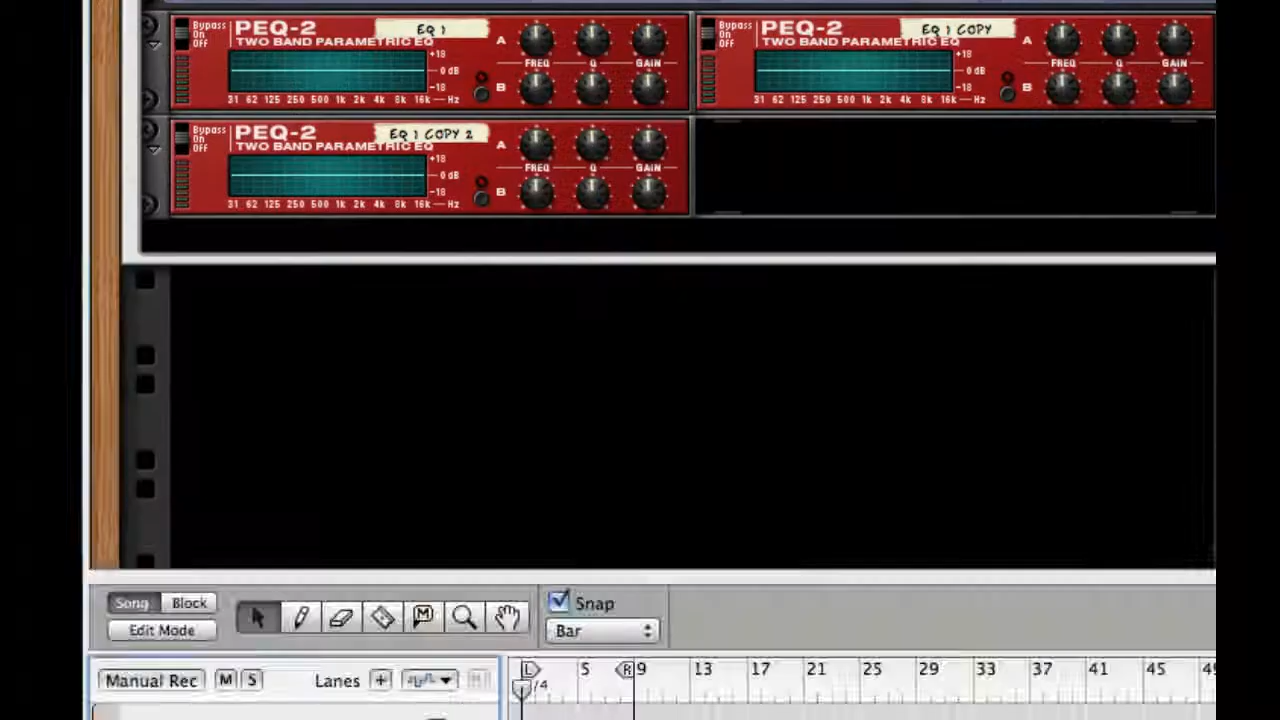 Bypass
On
Off
PEQ-2
EQ 1
TWO BAND PARAMETRIC EQ
+18
0 dB
-18
31 62 125 250 500 1k 2k 4k 8k 16k Hz
A
B
FREQ Q GAIN
Bypass
On
Off
PEQ-2
EQ 1 COPY
TWO BAND PARAMETRIC EQ
+18
0 dB
-18
31 62 125 250 500 1k 2k 4k 8k 16k Hz
A
B
FREQ Q GAIN
Bypass
On
Off
PEQ-2
EQ 1 COPY 2
TWO BAND PARAMETRIC EQ
+18
0 dB
-18
31 62 125 250 500 1k 2k 4k 8k 16k Hz
A
B
FREQ Q GAIN
Song Block
Edit Mode
M
Snap
Bar
Manual Rec M S Lanes +
L 5 R 9 13 17 21 25 29 33 37 41 45
/4